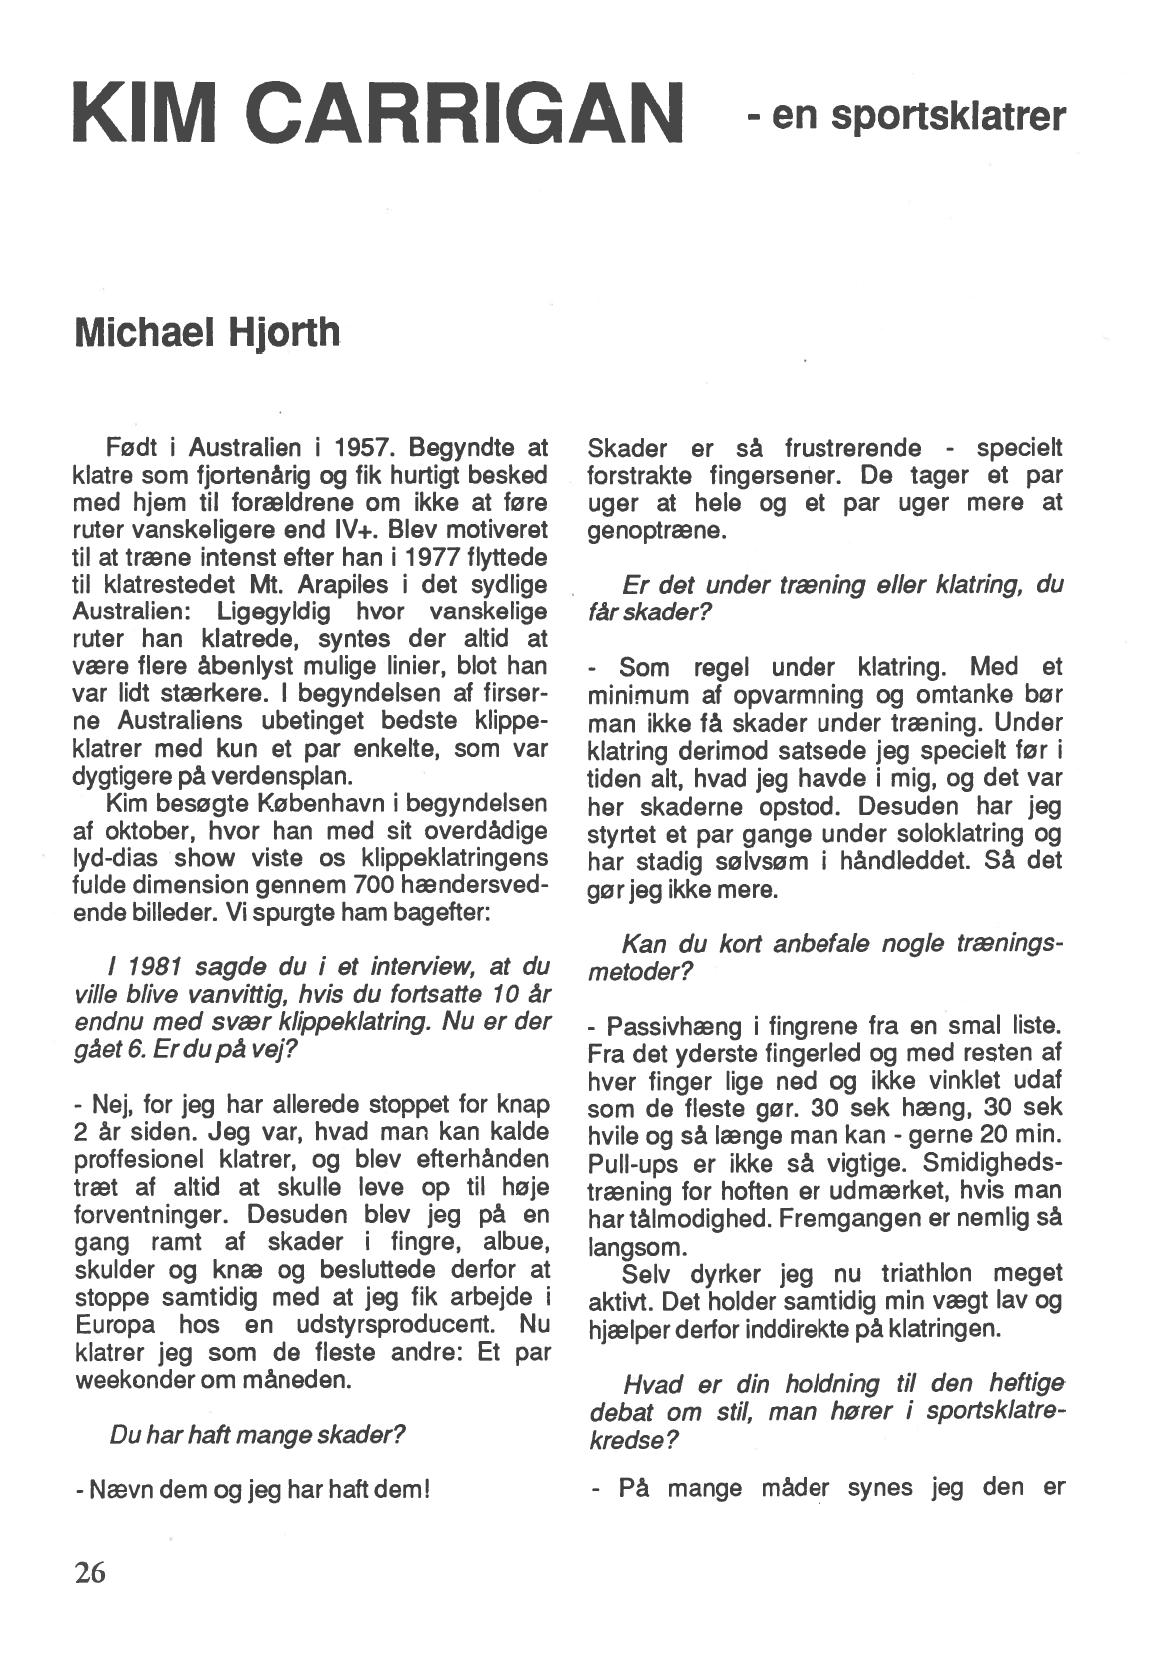 KIM CARRIGAN - en sportsklatrer
Michael Hjorth
Født i Australien i 1957. Begyndte at
klatre som fjortenårig og fik hurtigt besked
med hjem til forældrene om ikke at føre
ruter vanskeligere end IV+. Blev motiveret
til at træne intenst efter han i 1977 flyttede
til klatrestedet Mt. Arapiles i det sydlige
Australien: Ligegyldig hvor vanskelige
ruter han klatrede, syntes der altid at
være flere åbenlyst mulige linier, blot han
var lidt stærkere. I begyndelsen af firser-
ne Australiens ubetinget bedste klippe-
klatrer med kun et par enkelte, som var
dygtigere på verdensplan.
Kim besøgte København i begyndelsen
af oktober, hvor han med sit overdådige
lyd-dias show viste os klippeklatringens
fulde dimension gennem 700 hændersved-
ende billeder. Vi spurgte ham bagefter:
I 1981 sagde du i et interview, at du
ville blive vanvittig, hvis du fortsatte 10 år
endnu med svær klippeklatring. Nu er der
gået 6. Er du på vej?
- Nej, for jeg har allerede stoppet for knap
2 år siden. Jeg var, hvad man kan kalde
proffesionel klatrer, og blev efterhånden
træt af altid at skulle leve op til høje
forventninger. Desuden blev jeg på en
gang ramt af skader i fingre, albue,
skulder og knæ og besluttede derfor at
stoppe samtidig med at jeg fik arbejde i
Europa hos en udstyrsproducent. Nu
klatrer jeg som de fleste andre: Et par
weekonder om måneden.
Du har haft mange skader?
- Nævn dem og jeg har haft dem!
Skader er så frustrerende - specielt
forstrakte fingersener. De tager et par
uger at hele og et par uger mere at
genoptræne.
Er det under træning eller klatring, du
får skader?
- Som regel under klatring. Med et
minimum af opvarmning og omtanke bør
man ikke få skader under træning. Under
klatring derimod satsede jeg specielt før i
tiden alt, hvad jeg havde i mig, og det var
her skaderne opstod. Desuden har jeg
styrtet et par gange under soloklatring og
har stadig sølvsøm i håndleddet. Så det
gør jeg ikke mere.
Kan du kort anbefale nogle trænings-
metoder?
- Passivhæng i fingrene fra en smal liste.
Fra det yderste fingerled og med resten af
hver finger lige ned og ikke vinklet udaf
som de fleste gør. 30 sek hæng, 30 sek
hvile og så længe man kan - gerne 20 min.
Pull-ups er ikke så vigtige. Smidigheds-
træning for hoften er udmærket, hvis man
har tålmodighed. Fremgangen er nemlig så
langsom.
Selv dyrker jeg nu triathlon meget
aktivt. Det holder samtidig min vægt lav og
hjælper derfor inddirekte på klatringen.
Hvad er din holdning til den heftige
debat om stil, man hører i sportsklatre-
kredse?
- På mange måder synes jeg den er
26